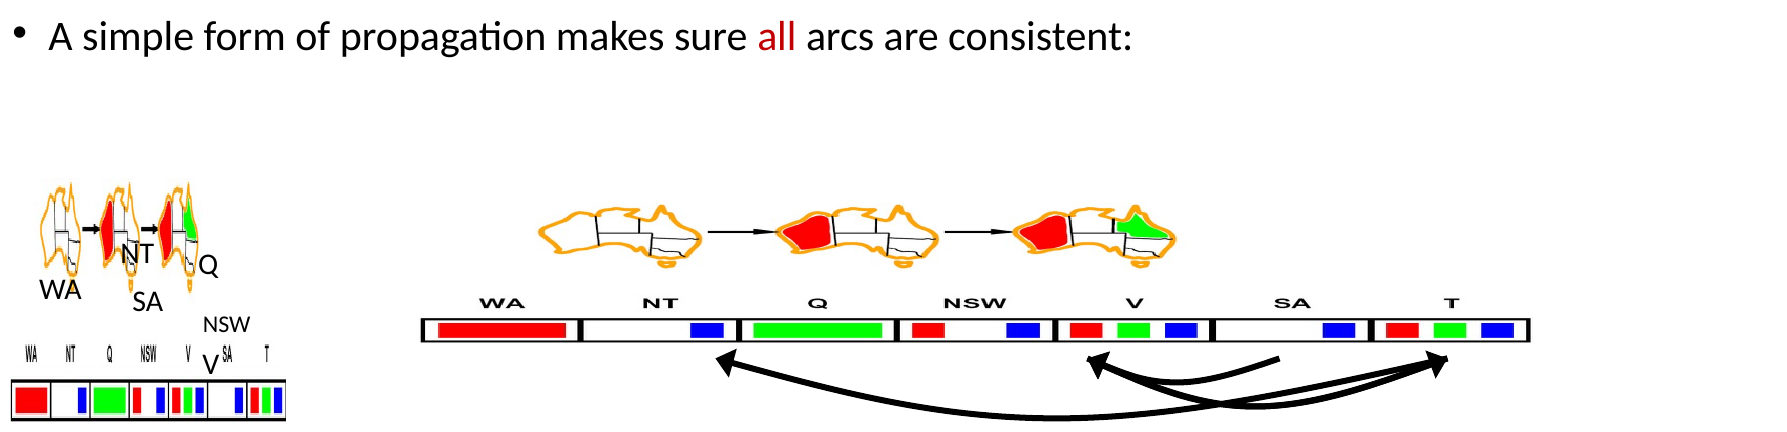 • A simple form of propagation makes sure all arcs are consistent:
NT
Q
WA
SA
NSW
V
WA NT Q NSW V SA T
WA NT Q NSW V SA T